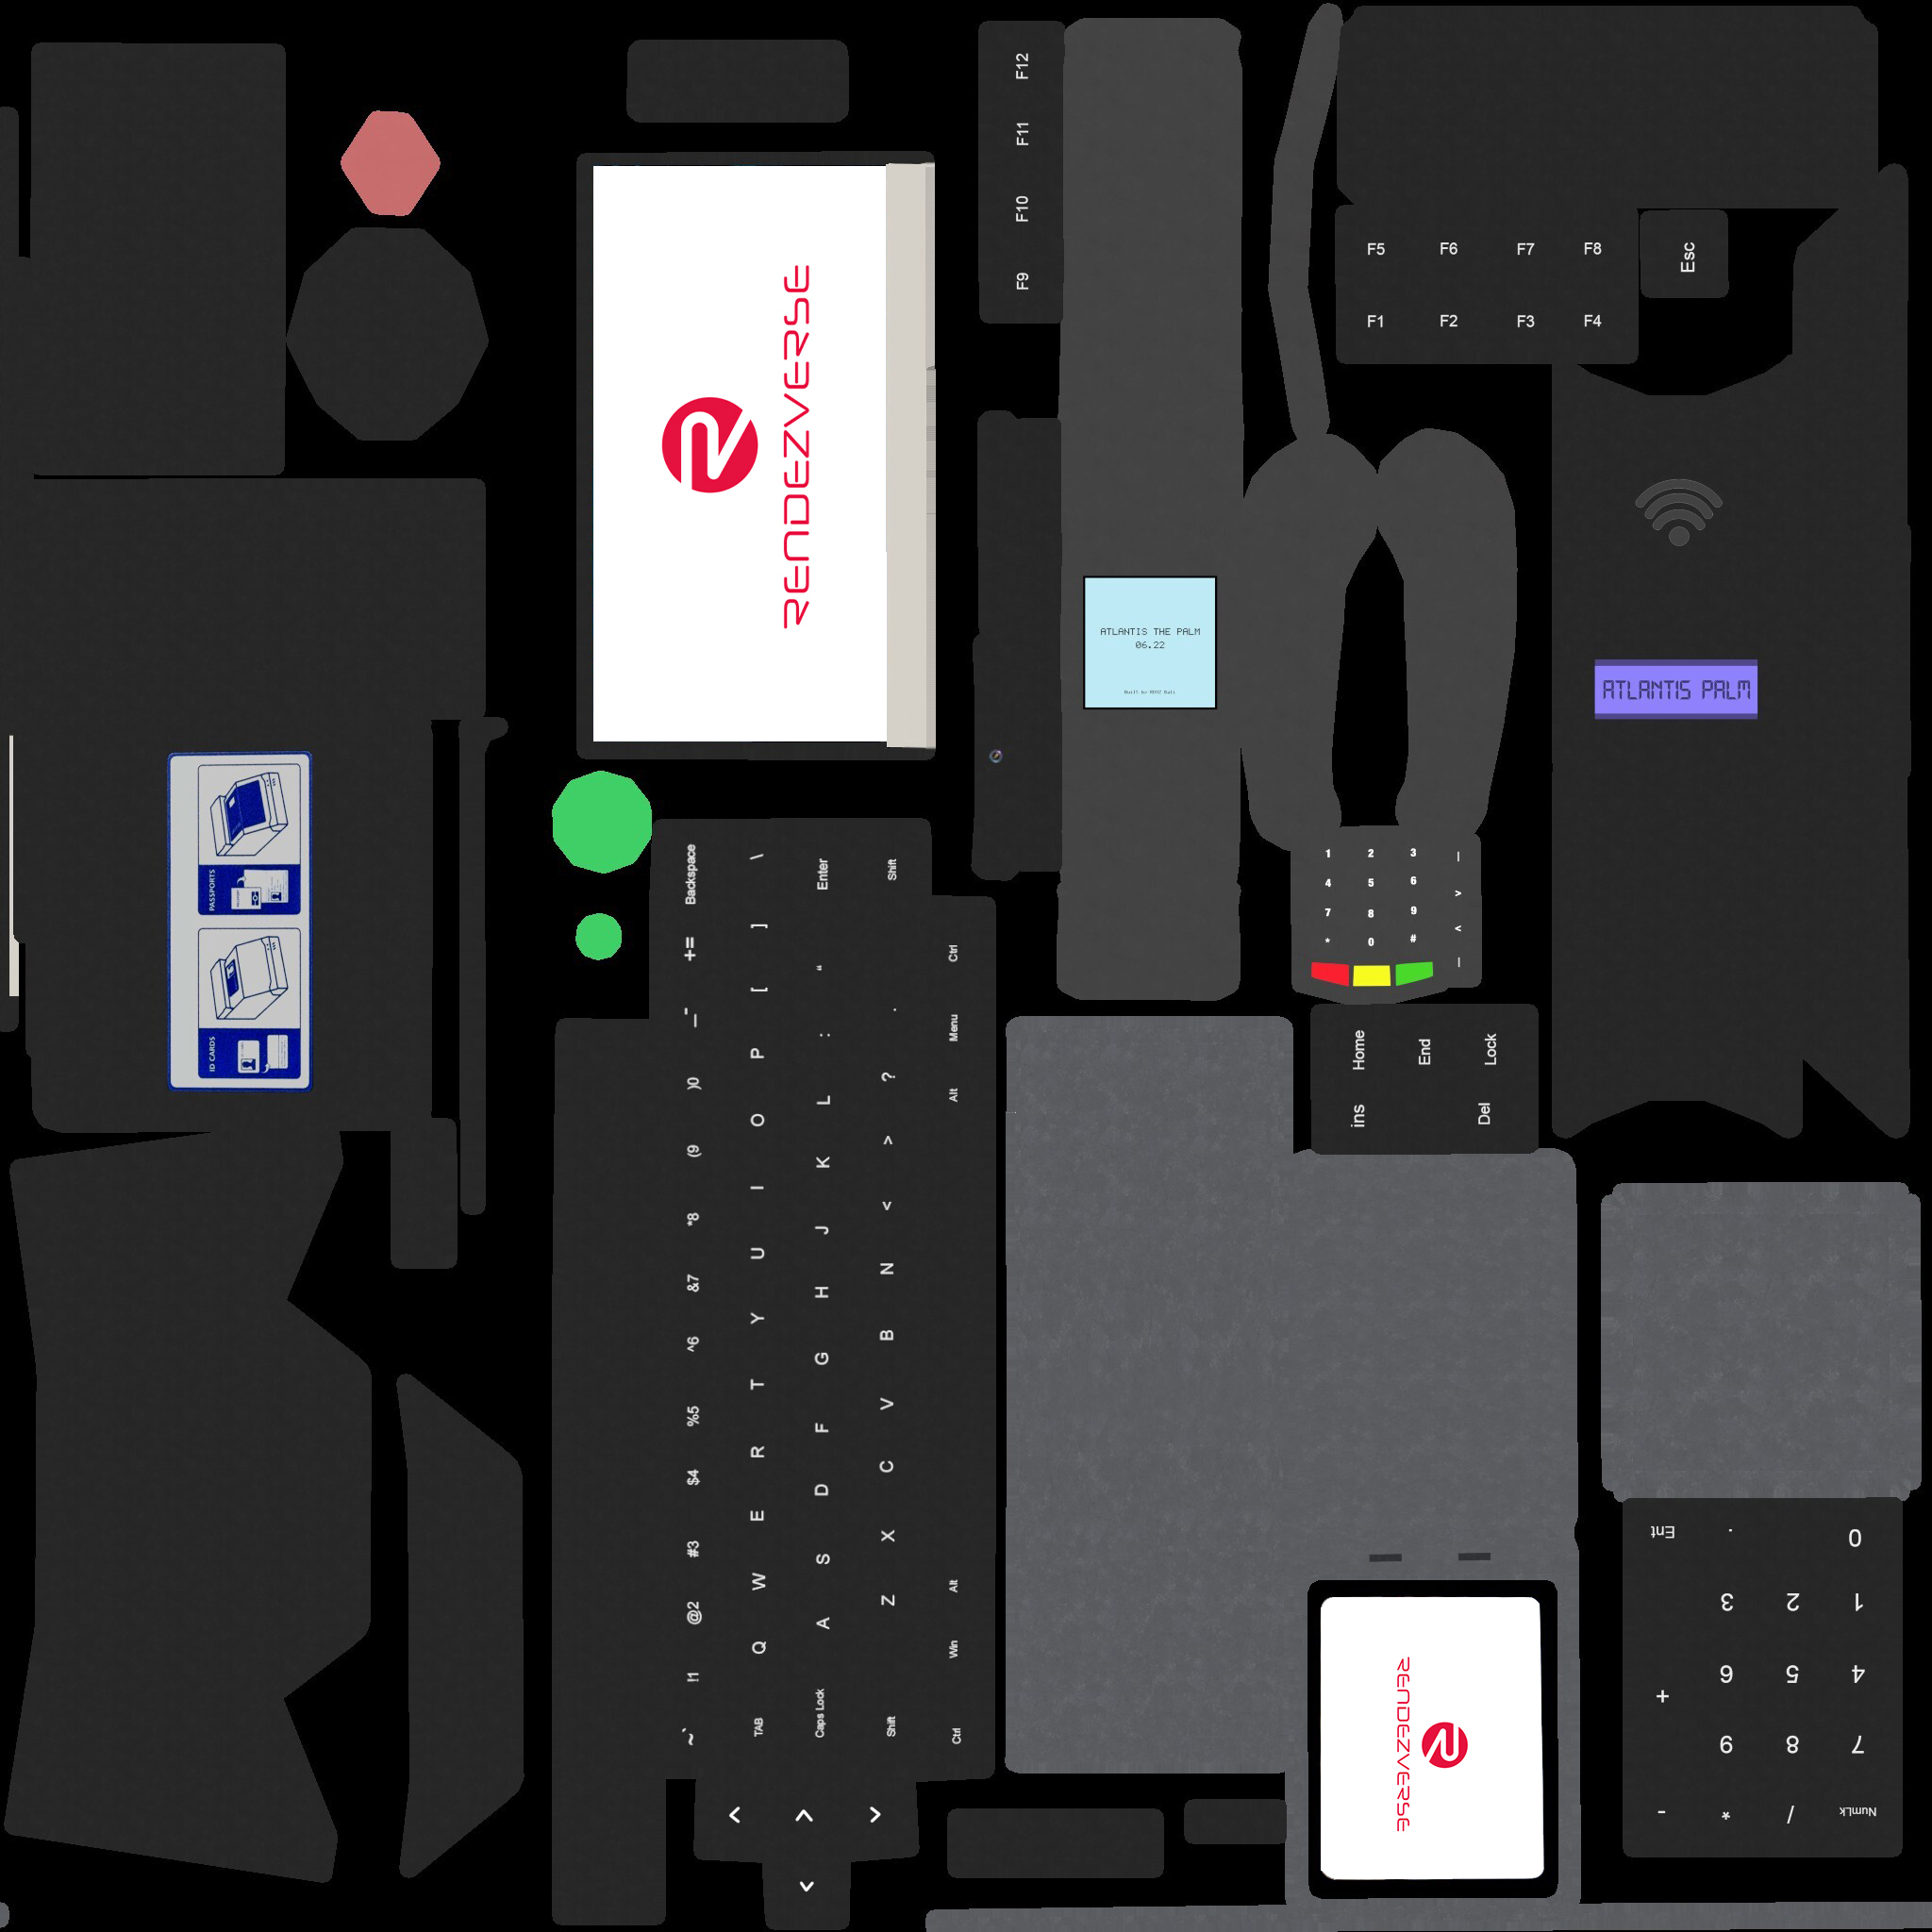 F12
F11
F10
F9
F5 F6 F7 F8
F1 F2 F3 F4
Esc
RENDEZVERSE
ATLANTIS THE PALM
06.22
ATLANTIS PALM
PASSPORTS
ID CARDS
~` !1 @2 #3 $4 %5 ^6 &7 *8 (9 )0 _- += Backspace
TAB Q W E R T Y U I O P [ ] \
Caps Lock A S D F G H J K L : “ Enter
Shift Z X C V B N < > ? . Shift
Ctrl Win Alt Alt Menu Ctrl
< ^ >
v
1 2 3 |
4 5 6 >
7 8 9 <
* 0 # |
ins Home
End
Del Lock
RENDEZVERSE
NumLk / * -
7 8 9 +
4 5 6
1 2 3
0 . Ent